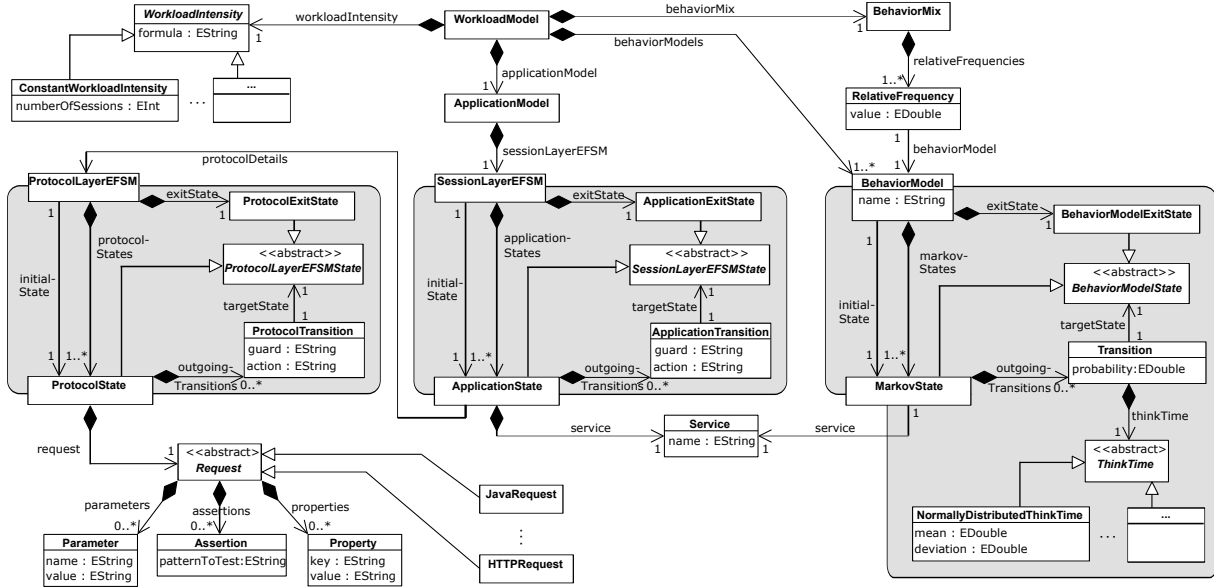 WorkloadIntensity
formula : EString
1
workloadIntensity
WorkloadModel
behaviorMix
1
behaviorModels
BehaviorMix
relativeFrequencies
1..*
ConstantWorkloadIntensity
numberOfSessions : EInt
...
...
applicationModel
1
ApplicationModel
RelativeFrequency
value : EDouble
1
behaviorModel
1
sessionLayerEFSM
1
protocolDetails
1..*
ProtocolLayerEFSM
exitState
1
ProtocolExitState
1
protocol-
States
<<abstract>>
ProtocolLayerEFSMState
initial-
State
targetState
1
1
ProtocolTransition
guard : EString
action : EString
1
1..*
outgoing-
Transitions
0..*
ProtocolState
SessionLayerEFSM
exitState
1
ApplicationExitState
1
application-
States
<<abstract>>
SessionLayerEFSMState
initial-
State
targetState
1
1
ApplicationTransition
guard : EString
action : EString
1
1..*
outgoing-
Transitions
0..*
ApplicationState
BehaviorModel
name : EString
exitState
1
BehaviorModelExitState
1
markov-
States
<<abstract>>
BehaviorModelState
initial-
State
targetState
1
1
Transition
probability:EDouble
1
1..*
outgoing-
Transitions
0..*
MarkovState
1
thinkTime
1
<<abstract>
ThinkTime
NormallyDistributedThinkTime
mean : EDouble
deviation : EDouble
...
...
service
1
Service
name : EString
service
1
request
1
<<abstract>
Request
parameters
0..*
assertions
0..*
properties
0..*
Parameter
name : EString
value : EString
Assertion
patternToTest:EString
Property
key : EString
value : EString
JavaRequest
...
HTTPRequest